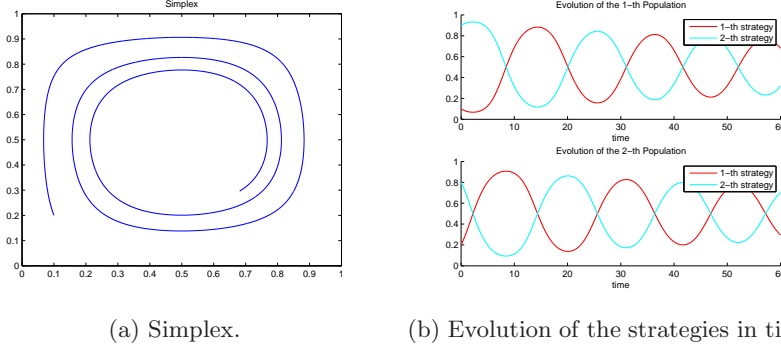 Simplex
1
0.9
0.8
0.7
0.6
0.5
0.4
0.3
0.2
0.1
0
0 0.1 0.2 0.3 0.4 0.5 0.6 0.7 0.8 0.9 1
(a) Simplex.
Evolution of the 1−th Population
1
0.8
0.6
0.4
0.2
0
0 10 20 30 40 50 60
time
1−th strategy
2−th strategy
Evolution of the 2−th Population
1
0.8
0.6
0.4
0.2
0
0 10 20 30 40 50 60
time
1−th strategy
2−th strategy
(b) Evolution of the strategies in ti